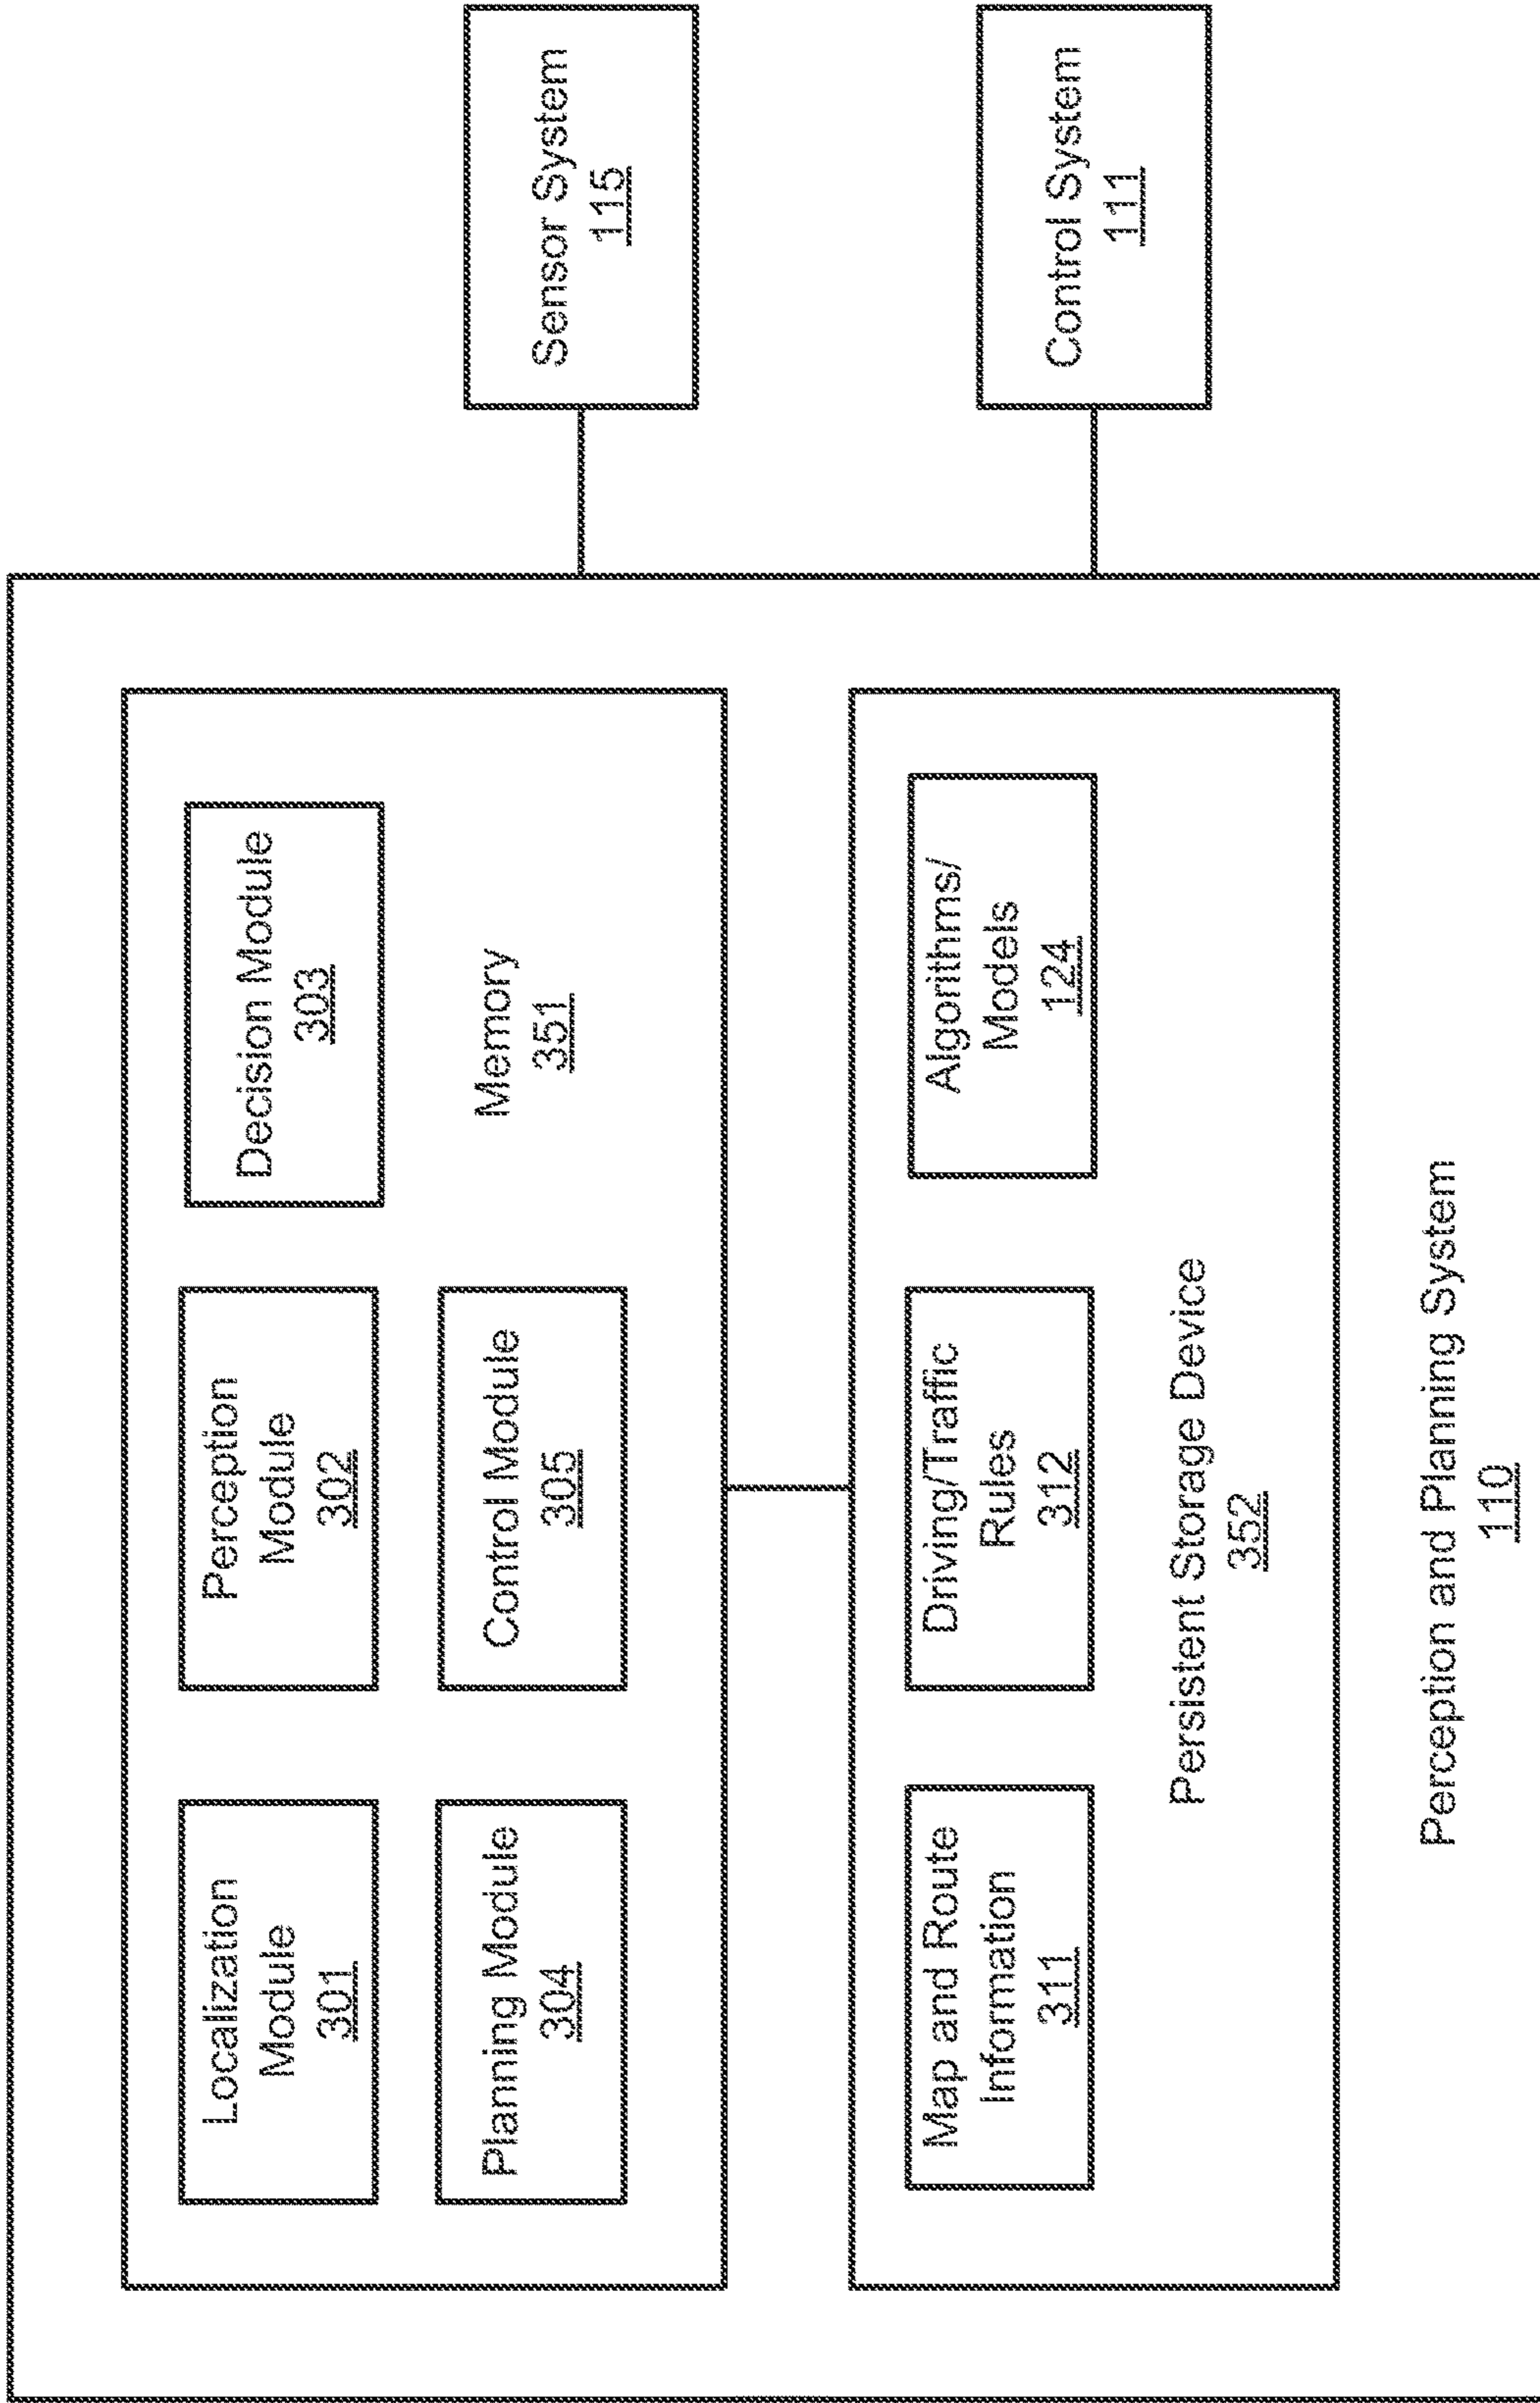 Localization
Module
301
Perception
Module
302
Decision Module
303
Planning Module
304
Control Module
305
Memory
351
Map and Route
Information
311
Driving/Traffic
Rules
312
Algorithms/
Models
124
Persistent Storage Device
352
Perception and Planning System
110
Sensor System
115
Control System
111